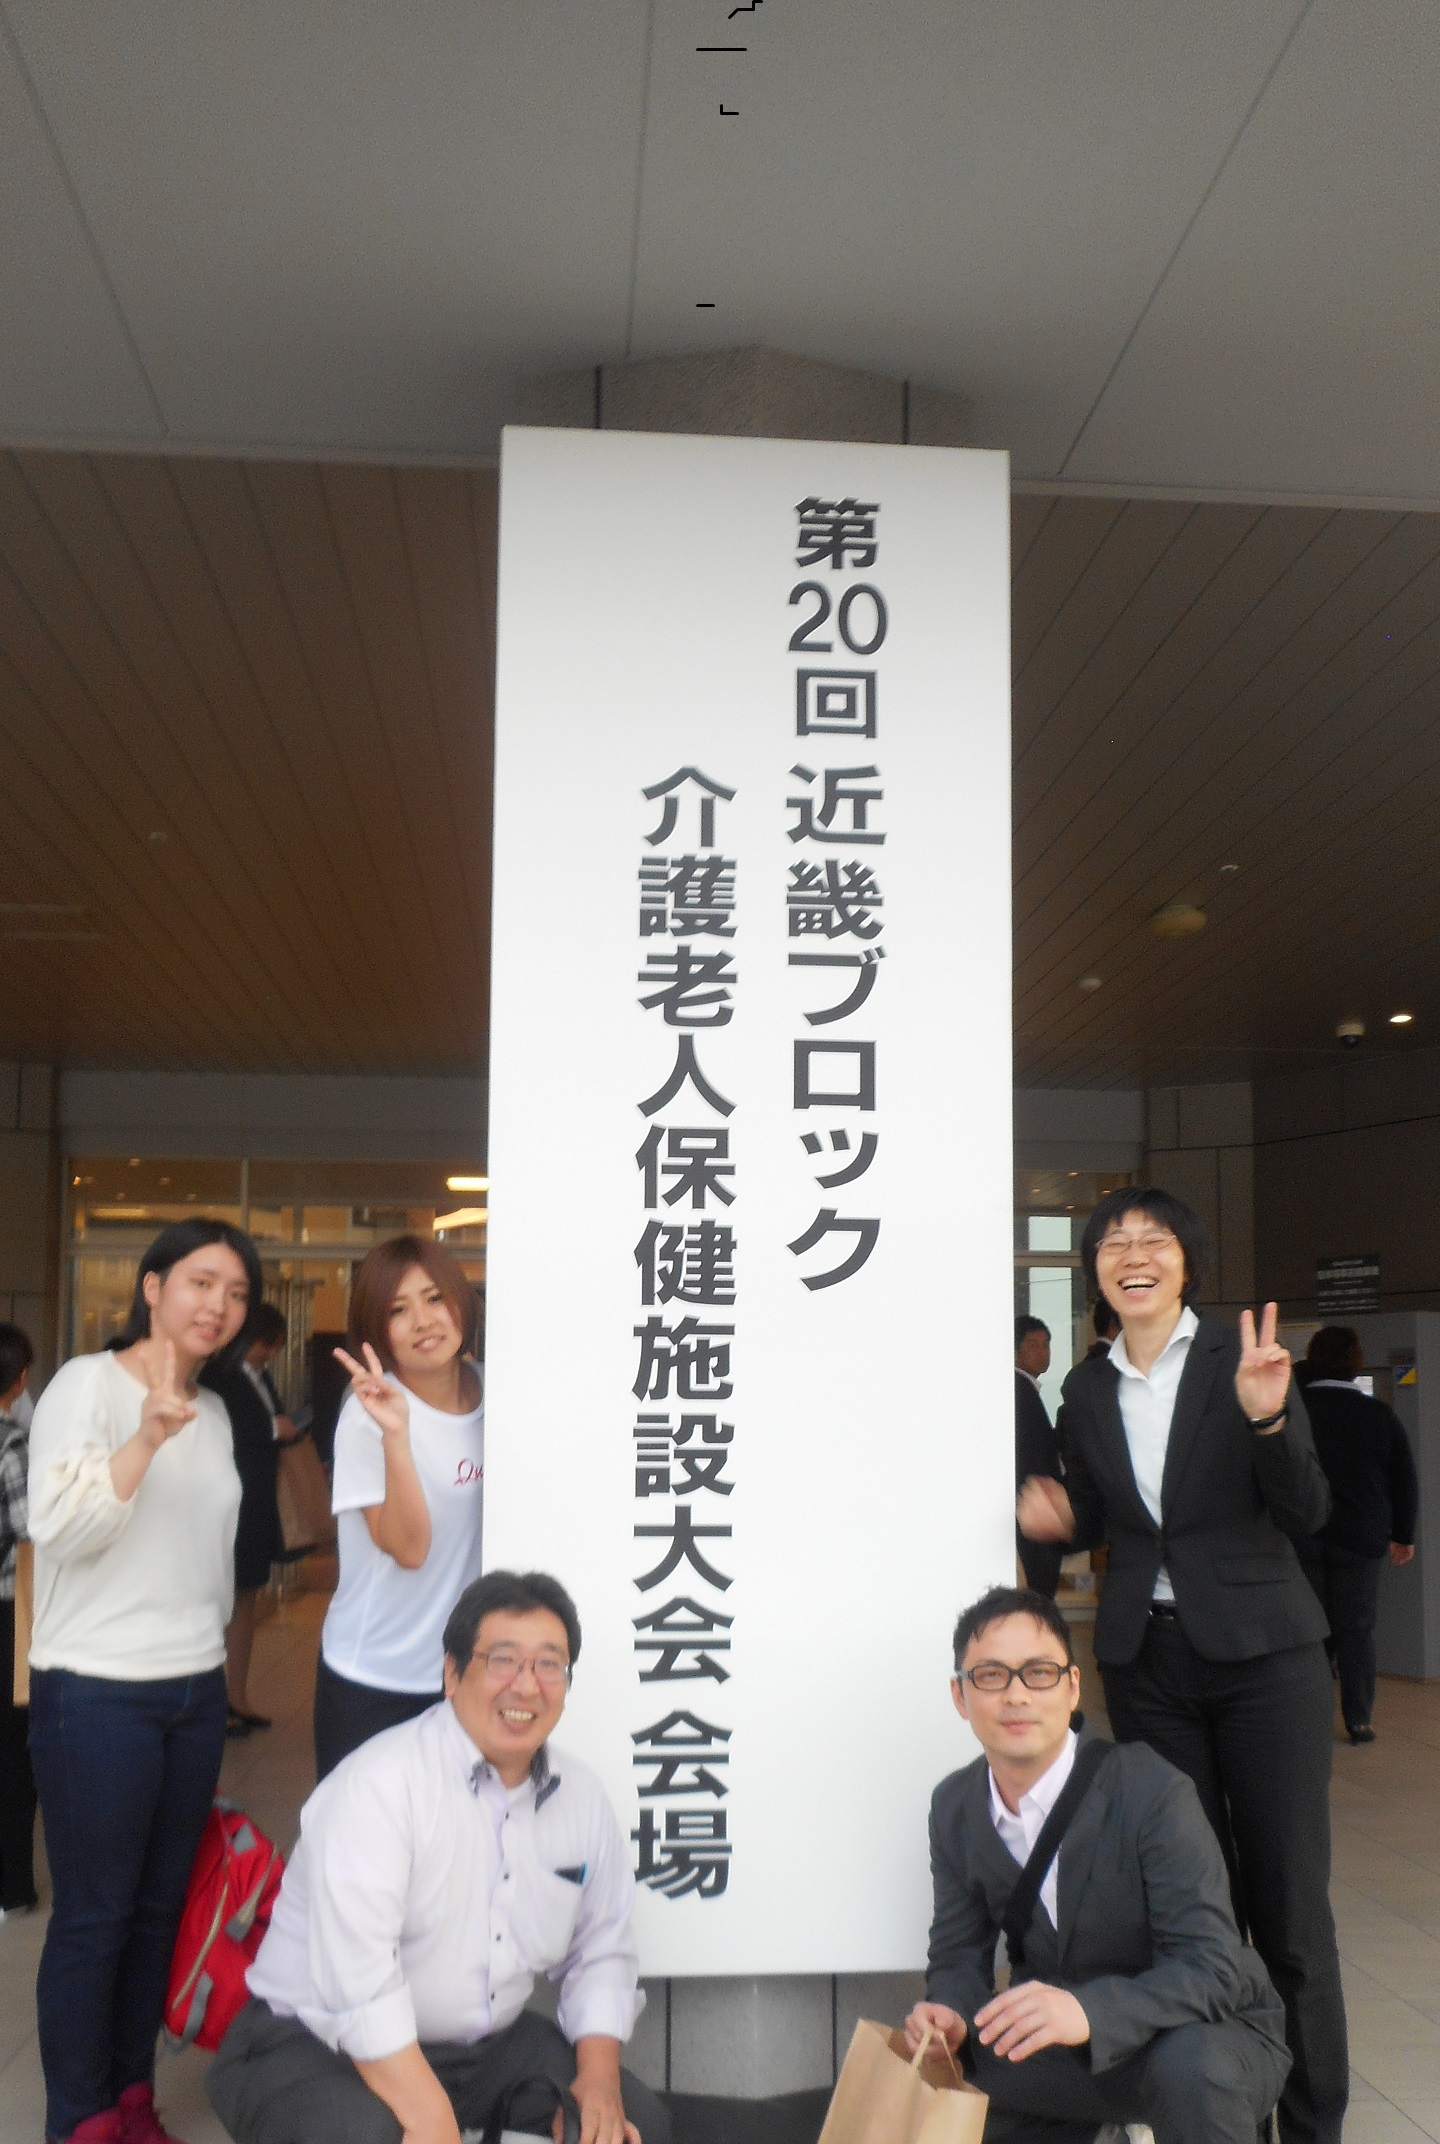 第20回 近畿ブロック
介護老人保健施設大会 会場